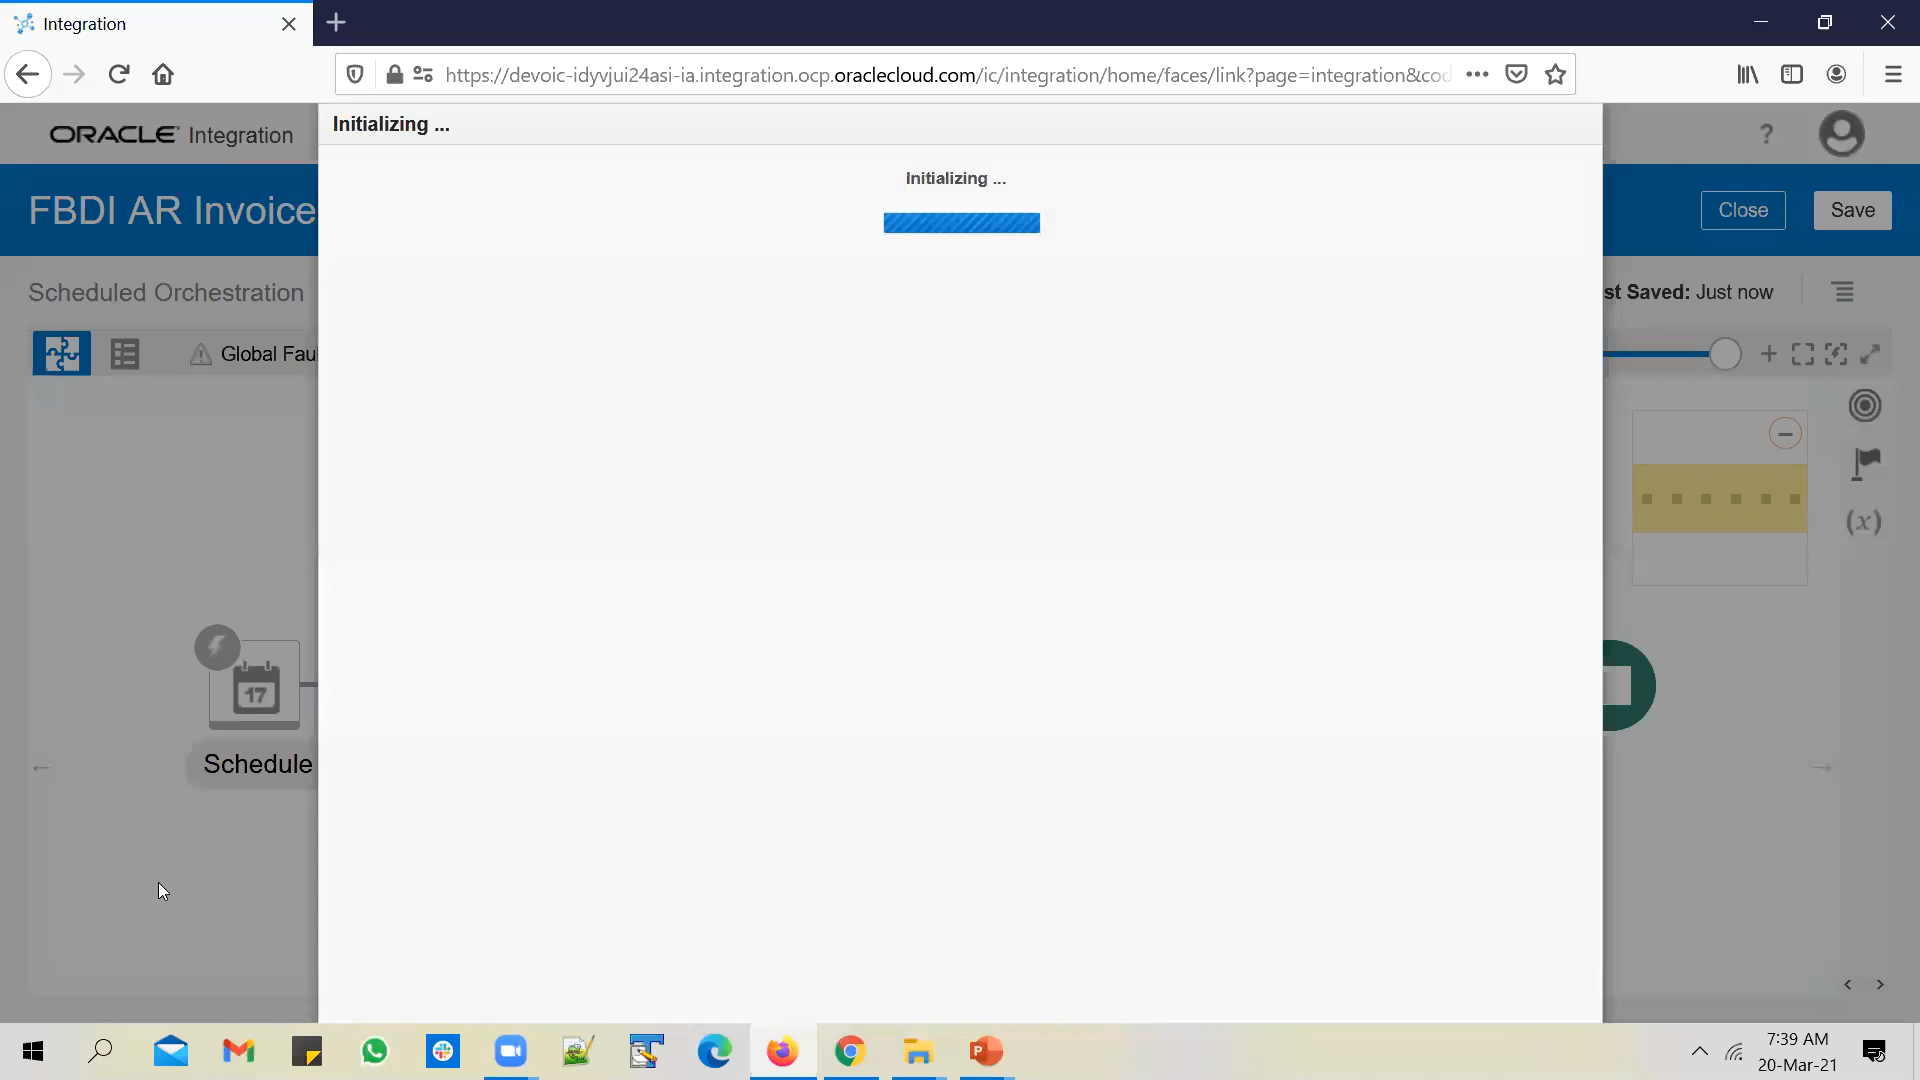 Integration
https://devoic-idyvjui24asi-ia.integration.ocp.oraclecloud.com/ic/integration/home/faces/link?page=integration&coc
Initializing ...
ORACLE Integration
?
Initializing ...
FBDI AR Invoice
Close
Save
Scheduled Orchestration
st Saved: Just now
Global Fau
(x)
17
Schedule
7:39 AM
20-Mar-21